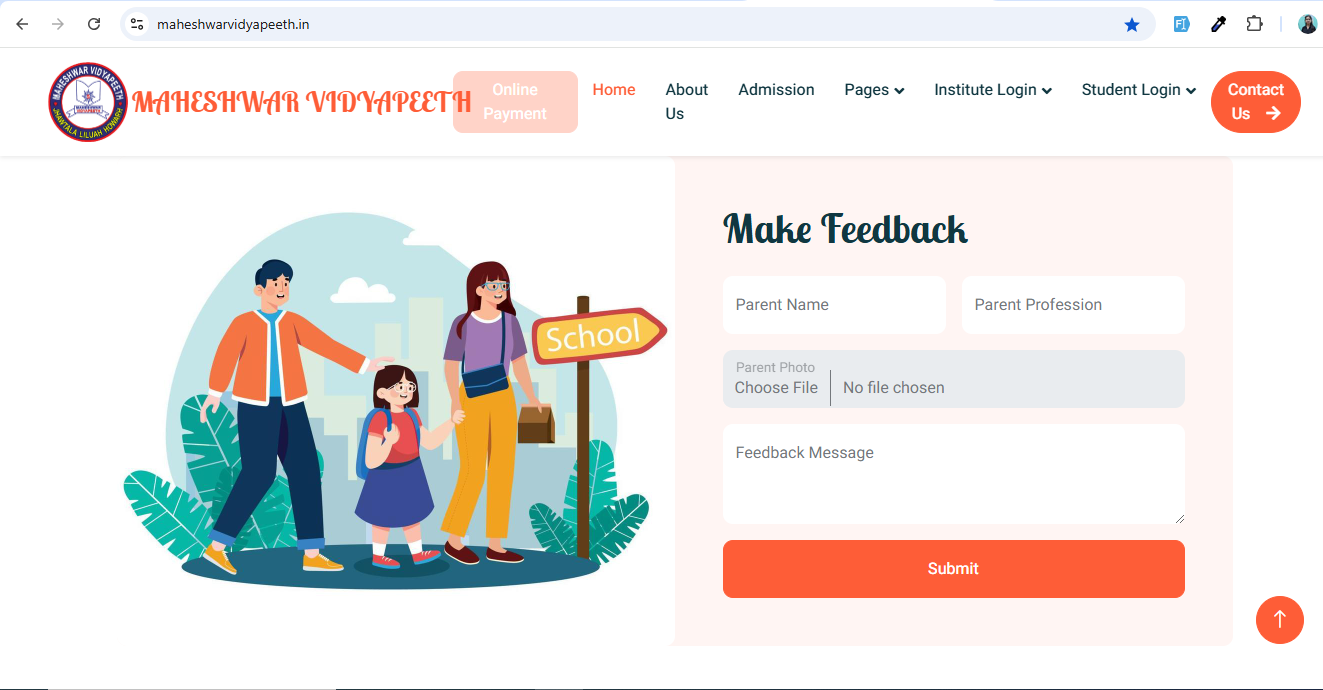 maheshwarvidyapeeth.in
MAHESHWAR VIDYAPEETH
JHAWTALA LILUAH HOWRAH
MAHESHWAR VIDYAPEETH
Online
Payment
Home
About
Us
Admission
Pages
Institute Login
Student Login
Contact
Us
School
Make Feedback
Parent Name
Parent Profession
Parent Photo
Choose File
No file chosen
Feedback Message
Submit